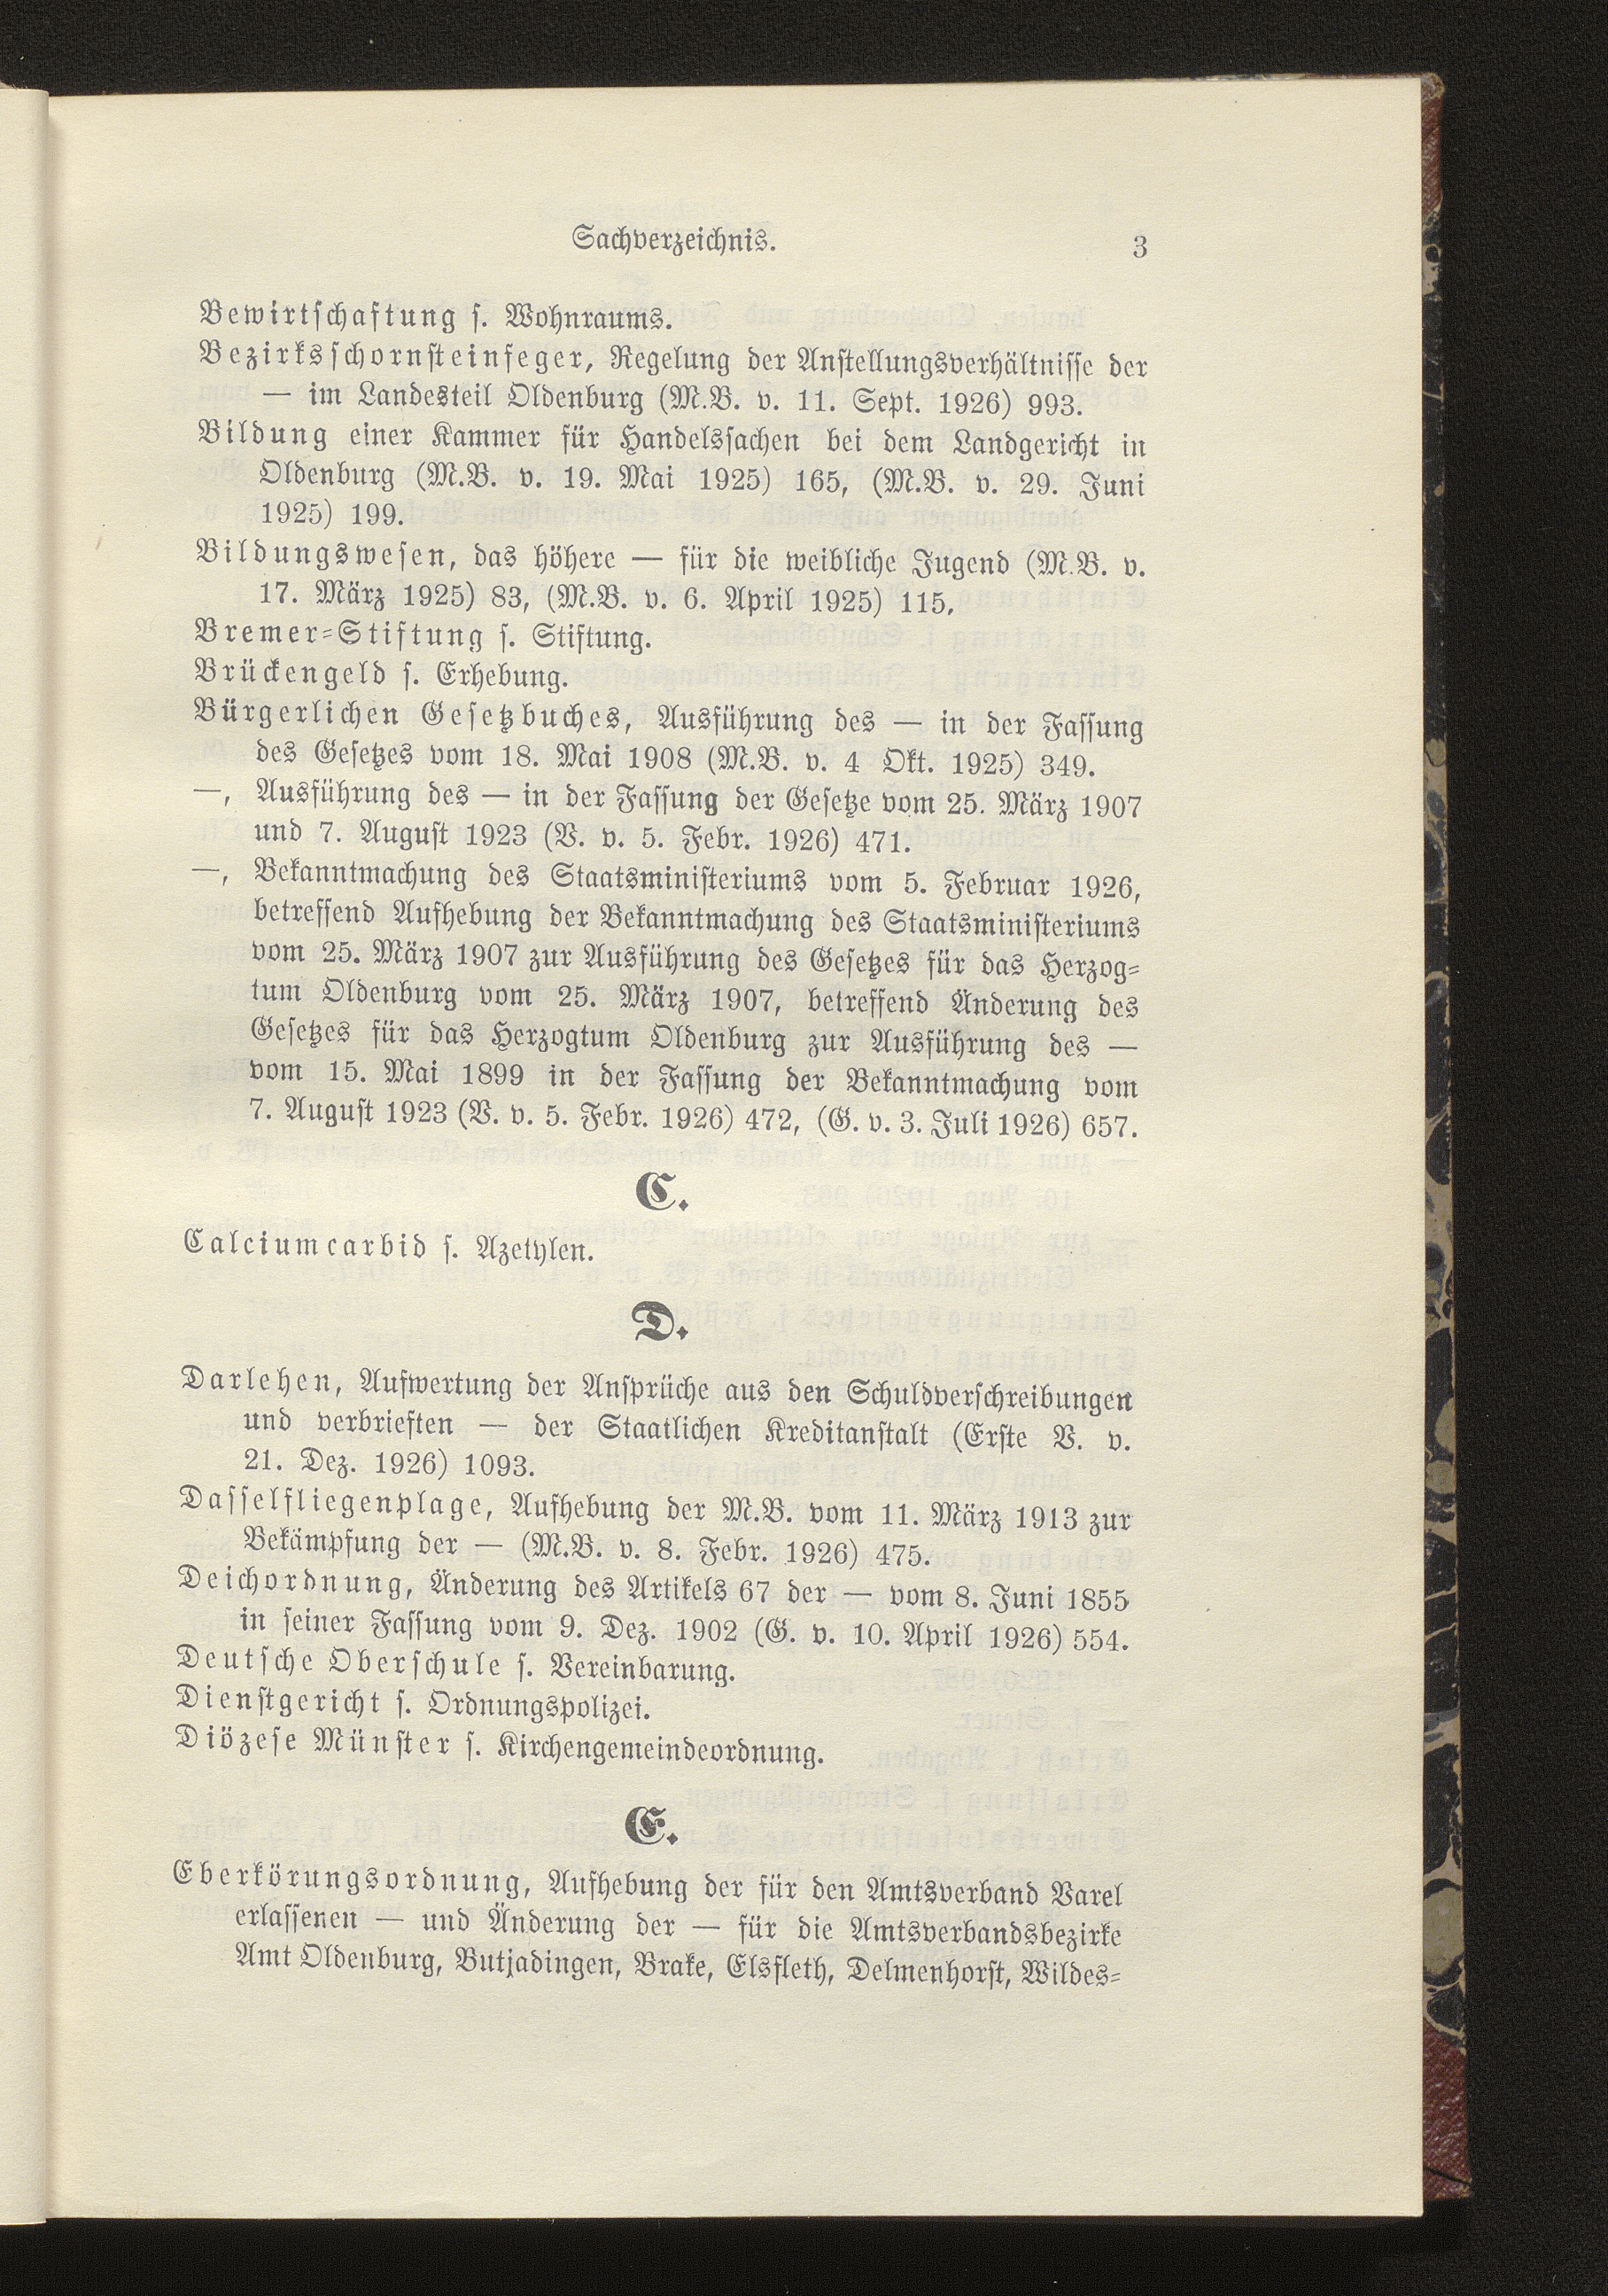 Sachverzeichnis. 3
Bewirtschaftung s. Wohnraums.
Bezirksschornsteinfeger, Regelung der Anstellungsverhältnisse der
— im Landesteil Oldenburg (M.B. v. 11. Sept. 1926) 993.
Bildung einer Kammer für Handelssachen bei dem Landgericht in
Oldenburg (M.B. v. 19. Mai 1925) 165, (M.B. v. 29. Juni
1925) 199.
Bildungswesen, das höhere — für die weibliche Jugend (M.B. v.
17. März 1925) 83, (M.B. v. 6. April 1925) 115.
Bremer-Stiftung s. Stiftung.
Brückengeld s. Erhebung.
Bürgerlichen Gesetzbuches, Ausführung des — in der Fassung
des Gesetzes vom 18. Mai 1908 (M.B. v. 4 Okt. 1925) 349.
—, Ausführung des — in der Fassung der Gesetze vom 25. März 1907
und 7. August 1923 (V. v. 5. Febr. 1926) 471.
—, Bekanntmachung des Staatsministeriums vom 5. Februar 1926,
betreffend Aufhebung der Bekanntmachung des Staatsministeriums
vom 25. März 1907 zur Ausführung des Gesetzes für das Herzog-
tum Oldenburg vom 25. März 1907, betreffend Änderung des
Gesetzes für das Herzogtum Oldenburg zur Ausführung des —
vom 15. Mai 1899 in der Fassung der Bekanntmachung vom
7. August 1923 (V. v. 5. Febr. 1926) 472, (G. v. 3. Juli 1926) 657.
C.
Calciumcarbid s. Azetylen.
D.
Darlehen, Aufwertung der Ansprüche aus den Schuldverschreibungen
und verbrieften — der Staatlichen Kreditanstalt (Erste V. v.
21. Dez. 1926) 1093.
Dasselfliegenplage, Aufhebung der M.B. vom 11. März 1913 zur
Bekämpfung der — (M.B. v. 8. Febr. 1926) 475.
Deichordnung, Änderung des Artikels 67 der — vom 8. Juni 1855
in seiner Fassung vom 9. Dez. 1902 (G. v. 10. April 1926) 554.
Deutsche Oberschule s. Vereinbarung.
Dienstgericht s. Ordnungspolizei.
Diözese Münster s. Kirchengemeindeordnung.
E.
Eberkörungsordnung, Aufhebung der für den Amtsverband Varel
erlassenen — und Änderung der — für die Amtsverbandsbezirke
Amt Oldenburg, Butjadingen, Brake, Elsfleth, Delmenhorst, Wildes-